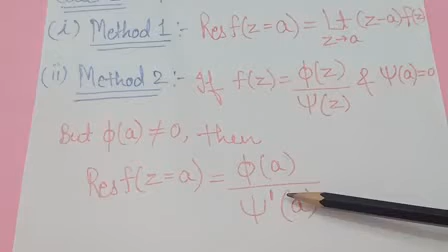 (i) Method 1:- Res f(z=a) = Lt z→a (z-a) f(z)
(ii) Method 2:- If f(z) = ϕ(z)/Ψ(z) & Ψ(a)=0
But ϕ(a) ≠ 0, then
Res f(z=a) = ϕ(a)/Ψ'(a)